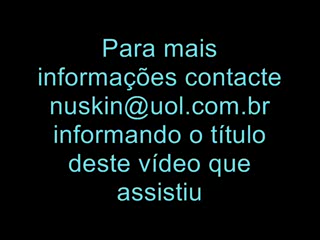 Para mais
informações contacte
nuskin@uol.com.br
informando o título
deste vídeo que
assistiu